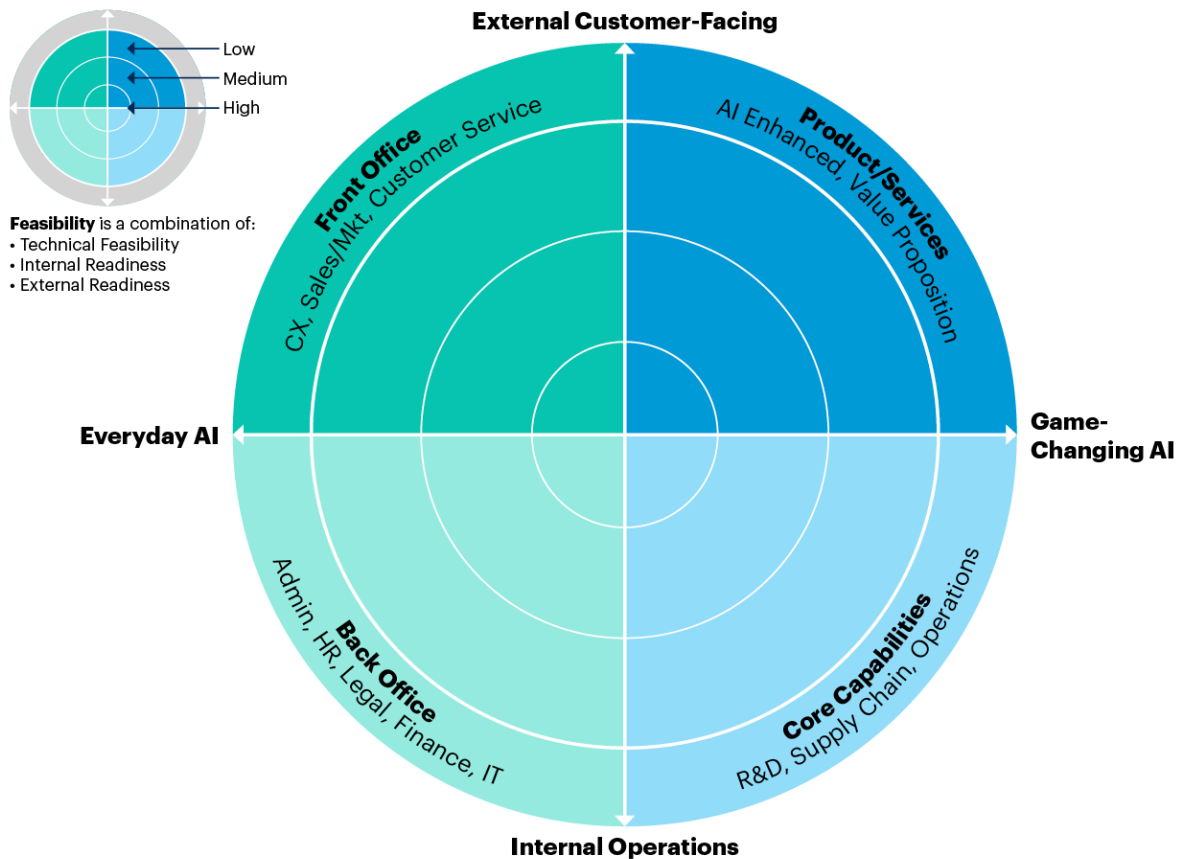 External Customer-Facing
Low
Medium
High
Feasibility is a combination of:
• Technical Feasibility
• Internal Readiness
• External Readiness
Front Office
CX, Sales/Mkt, Customer Service
Product/Services
AI Enhanced, Value Proposition
Everyday AI
Game-
Changing AI
Back Office
Admin, HR, Legal, Finance, IT
Core Capabilities
R&D, Supply Chain, Operations
Internal Operations